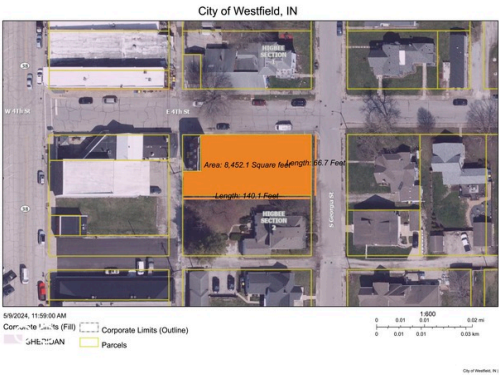 City of Westfield, IN
HIGBEE
SECTION
W 4Th St
E 4Th St
Area: 8,452.1 Square feet
Length: 66.7 Feet
Length: 140.1 Feet
HIGBEE
SECTION
S Georgia St
5/9/2024, 11:59:00 AM
Corporate Limits (Fill)
SHERIDAN
Corporate Limits (Outline)
Parcels
1:600
0 0.01 0.01 0.02 mi
0 0.01 0.01 0.03 km
City of Westfield, IN |